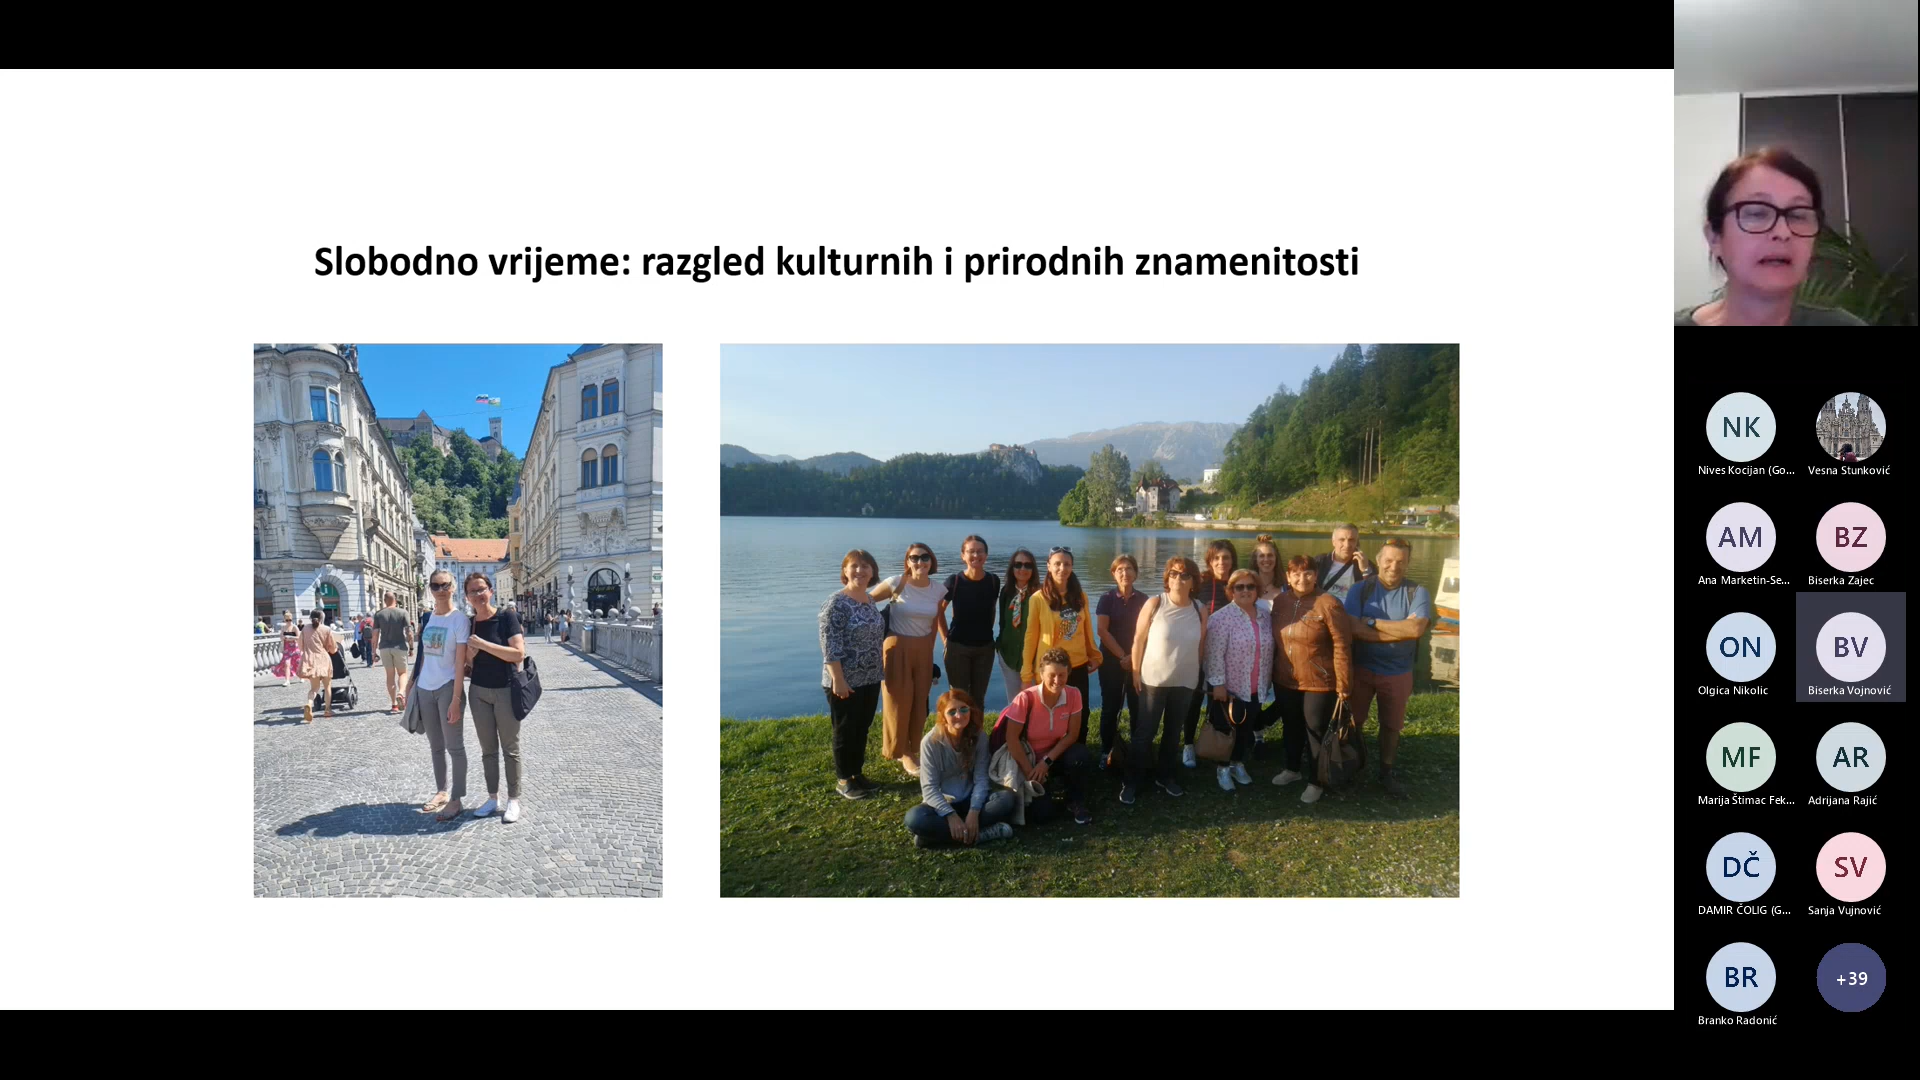 Slobodno vrijeme: razgled kulturnih i prirodnih znamenitosti
NK
Nives Kocijan (Go...
Vesna Stunković
AM
Ana Marketin-Se...
BZ
Biserka Zajec
ON
Olgica Nikolic
BV
Biserka Vojnović
MF
Marija Štimac Fek...
AR
Adrijana Rajić
DČ
DAMIR ČOLIG (G...
SV
Sanja Vujnović
BR
Branko Radonić
+39